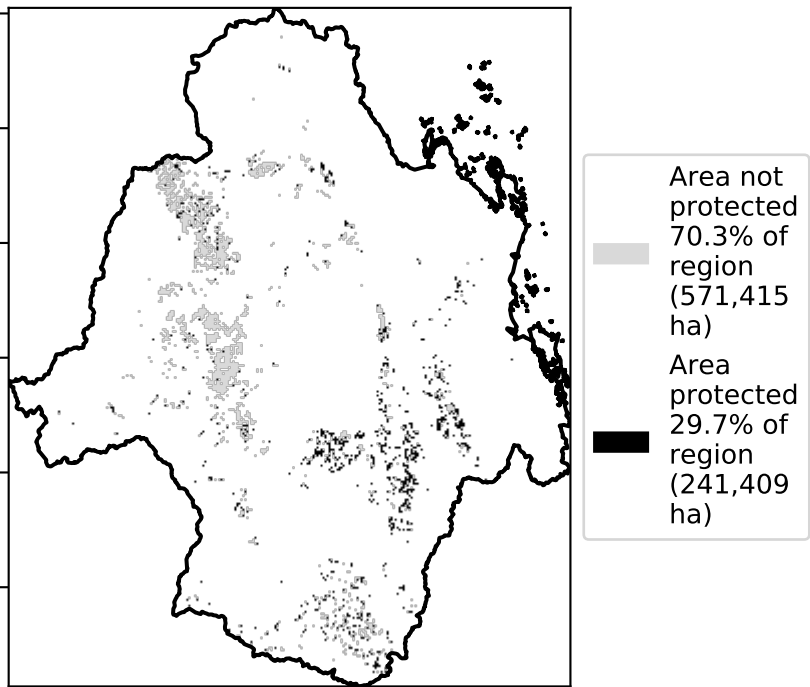 Area not
protected
70.3% of
region
(571,415
ha)
Area
protected
29.7% of
region
(241,409
ha)